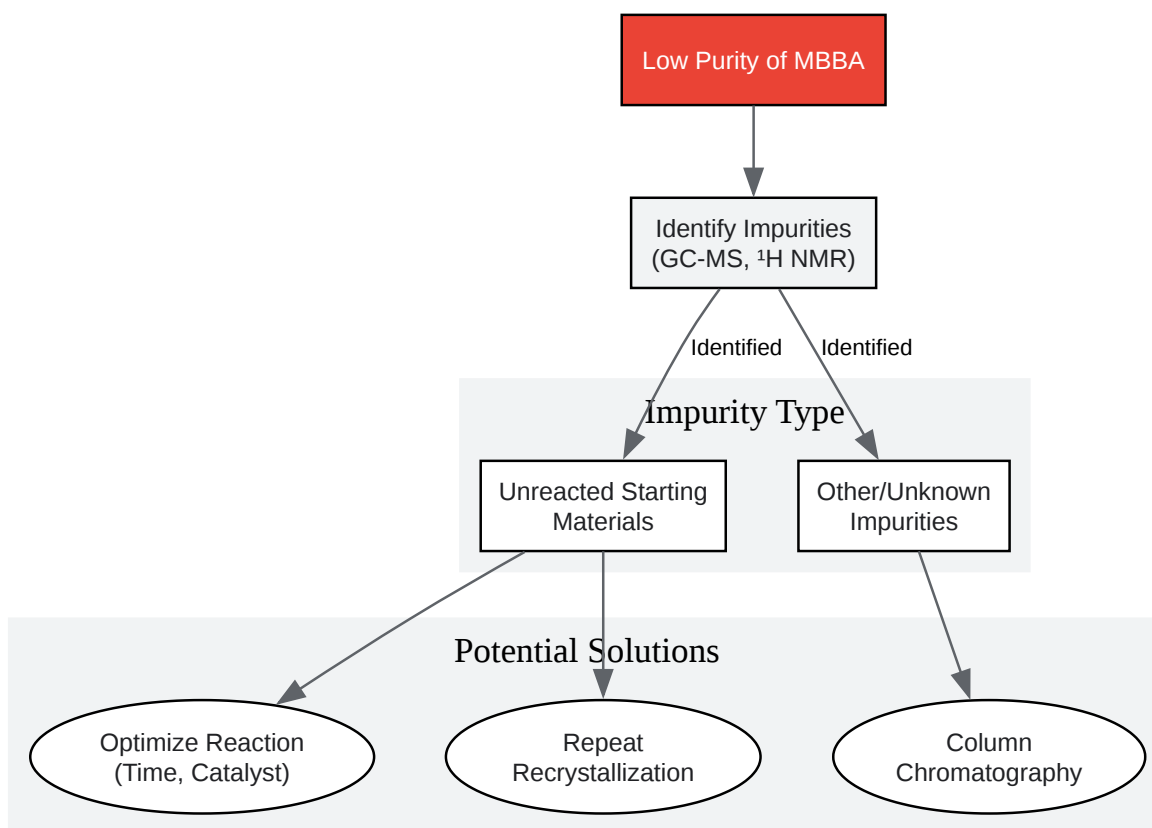 Low Purity of MBBA
Identify Impurities
(GC-MS, ¹H NMR)
Identified
Identified
Impurity Type
Unreacted Starting
Materials
Other/Unknown
Impurities
Potential Solutions
Optimize Reaction
(Time, Catalyst)
Repeat
Recrystallization
Column
Chromatography